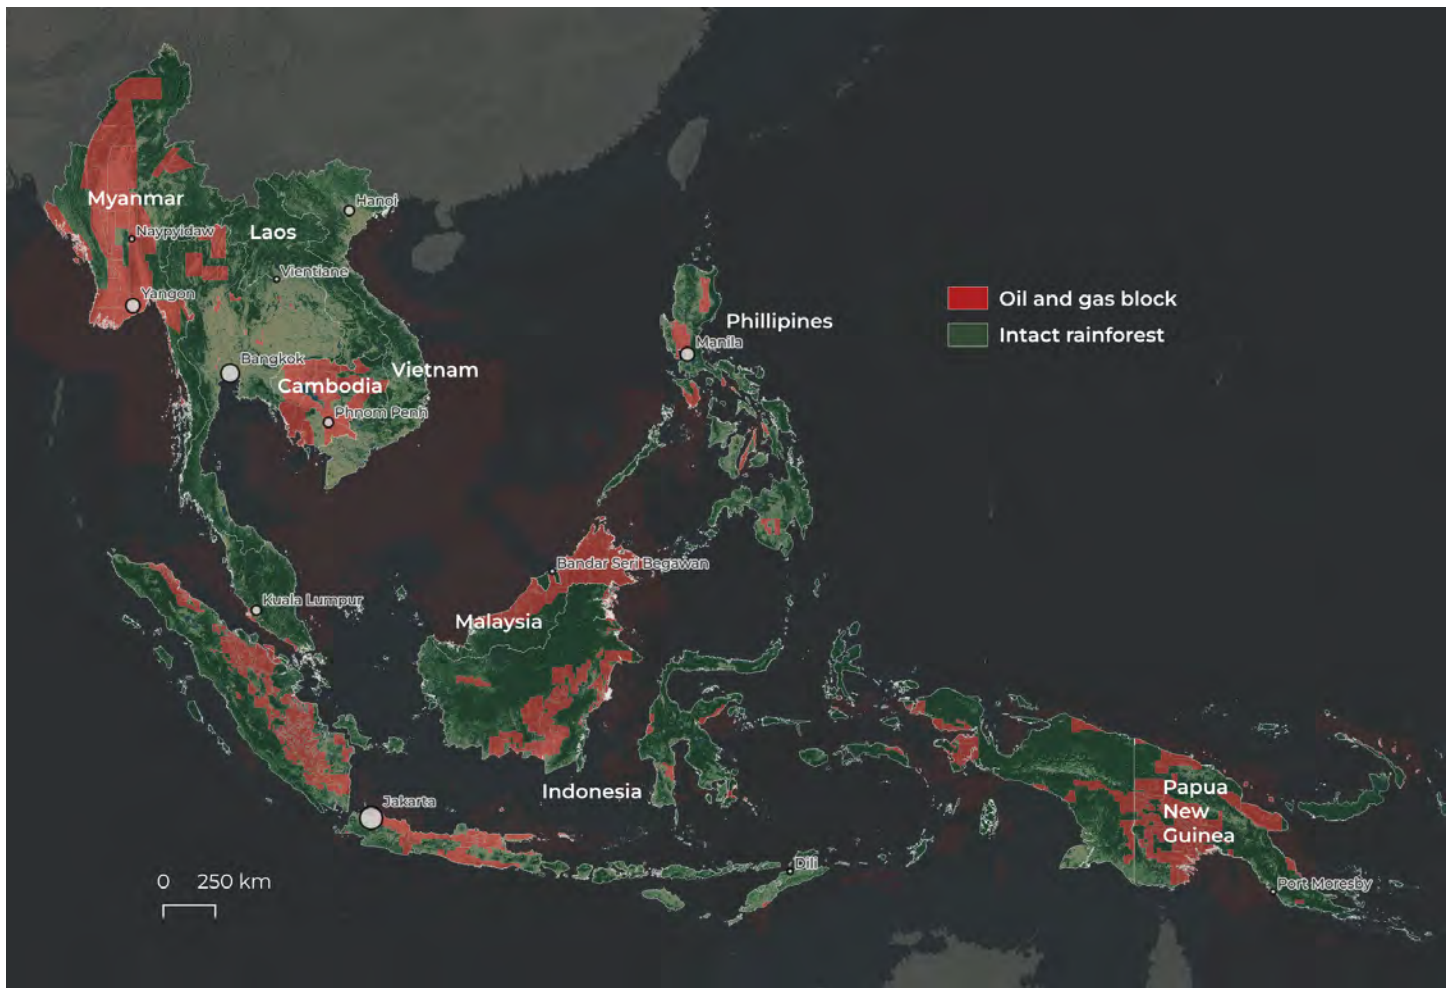 Myanmar
Hanoi
Laos
Naypyidaw
Vientiane
Yangon
Oil and gas block
Phillipines
Intact rainforest
Manila
Bangkok
Vietnam
Cambodia
Phnom Penh
Bandar Seri Begawan
Kuala Lumpur
Malaysia
Indonesia
Papua
New
Guinea
Jakarta
Dili
0 250 km
Port Moresby